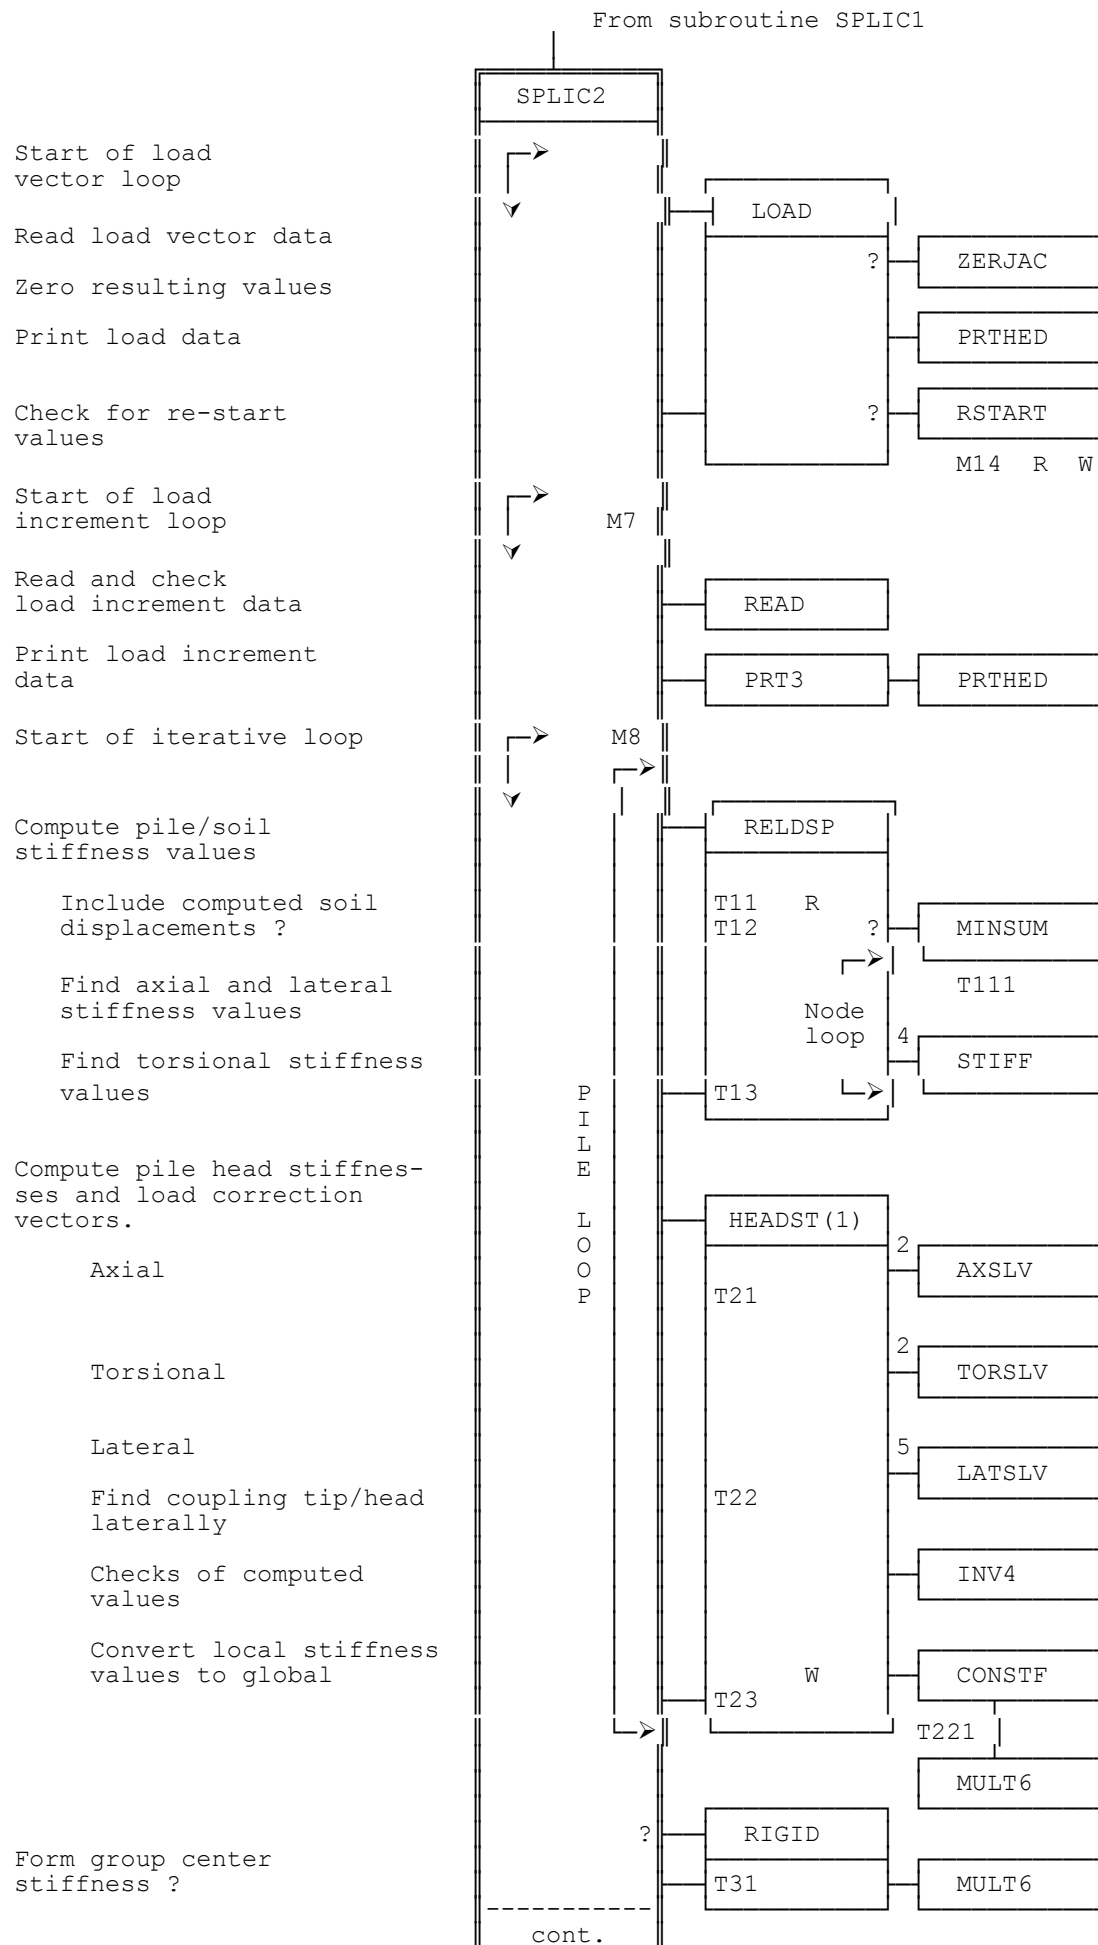 From subroutine SPLIC1
SPLIC2
Start of load
vector loop
LOAD
Read load vector data
? ZERJAC
Zero resulting values
Print load data PRTHED
Check for re-start ? RSTART
values
M14 R W
Start of load
increment loop M7
Read and check
load increment data READ
Print load increment
data PRT3 PRTHED
Start of iterative loop M8
Compute pile/soil RELDSP
stiffness values
Include computed soil T11 R
displacements ? T12 ? MINSUM
Find axial and lateral T111
stiffness values Node
loop 4
Find torsional stiffness STIFF
values P T13
I
L
Compute pile head stiffnes- E
ses and load correction
vectors. L HEADST(1)
O 2
Axial O AXSLV
P T21
2
Torsional TORSLV
Lateral 5
LATSLV
Find coupling tip/head T22
laterally
Checks of computed INV4
values
Convert local stiffness
values to global W CONSTF
T23
T221
MULT6
? RIGID
Form group center
stiffness ? T31 MULT6
-----------
cont.